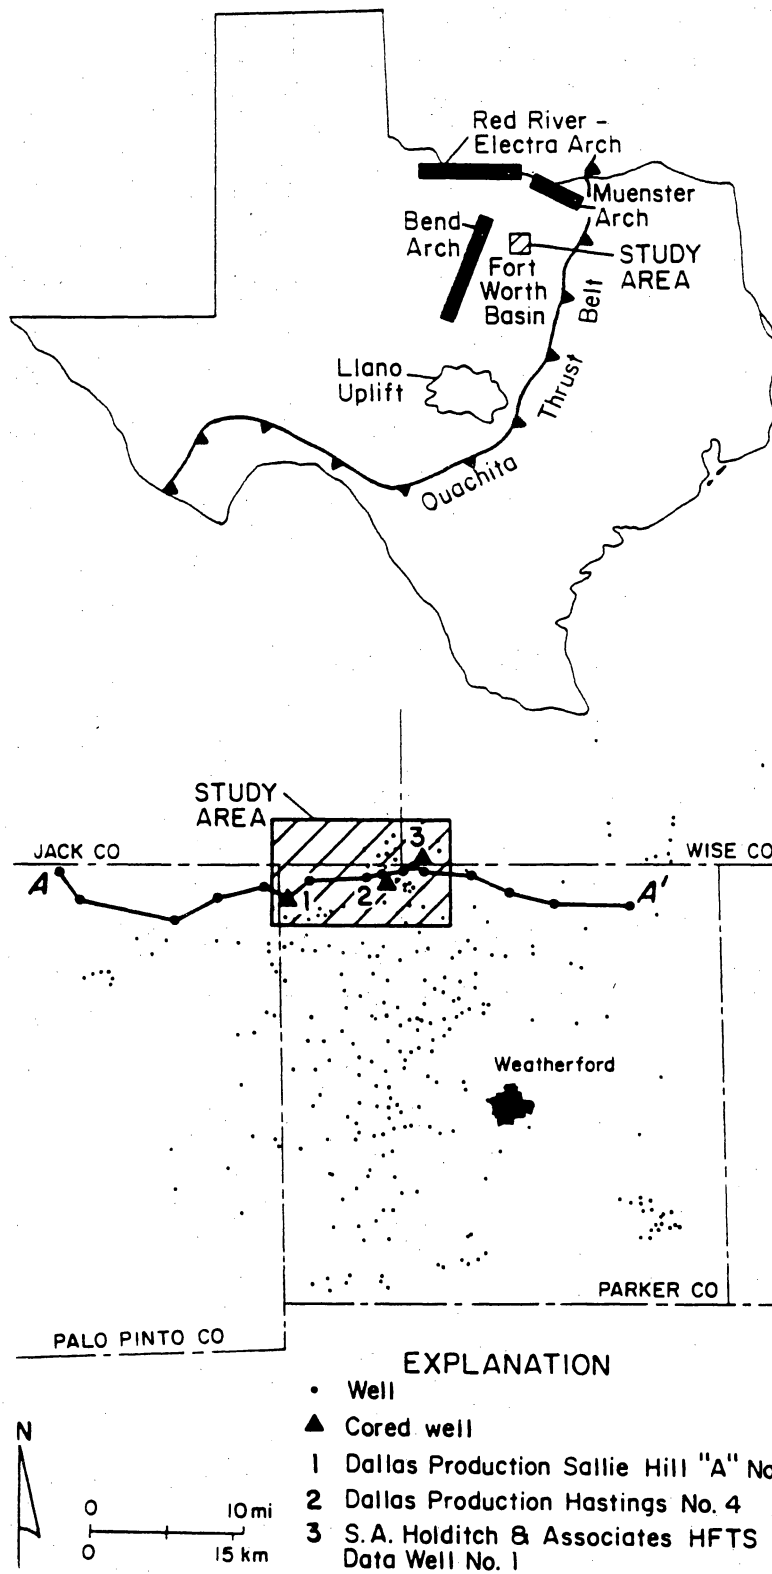 Red River -
Electra Arch
Muenster
Arch
Bend
Arch
STUDY
AREA
Fort
Worth
Basin
Belt
Thrust
Ouachita
Llano
Uplift
STUDY
AREA
3
JACK CO
WISE CO
A
1
2
A'
Weatherford
PARKER CO
PALO PINTO CO
EXPLANATION
Well
Cored well
1 Dallas Production Sallie Hill "A" No
2 Dallas Production Hastings No. 4
3 S.A. Holditch & Associates HFTS
Data Well No. 1
N
0 10 mi
0 15 km